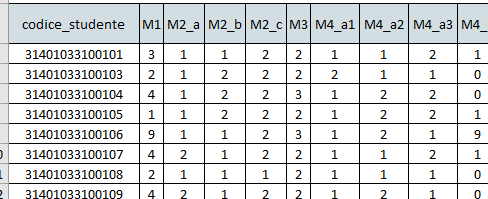 codice_studente M1 M2_a M2_b M2_c M3 M4_a1 M4_a2 M4_a3 M4_
31401033100101 3 1 1 2 2 1 1 2 1
31401033100103 2 1 2 2 2 2 1 1 0
31401033100104 4 1 2 2 3 1 2 2 0
31401033100105 1 1 2 2 2 1 2 2 1
31401033100106 9 1 1 2 3 1 2 1 9
0 31401033100107 4 2 1 2 2 1 1 2 1
1 31401033100108 2 1 1 1 2 1 1 1 0
2 31401033100109 4 2 1 2 2 1 2 1 0